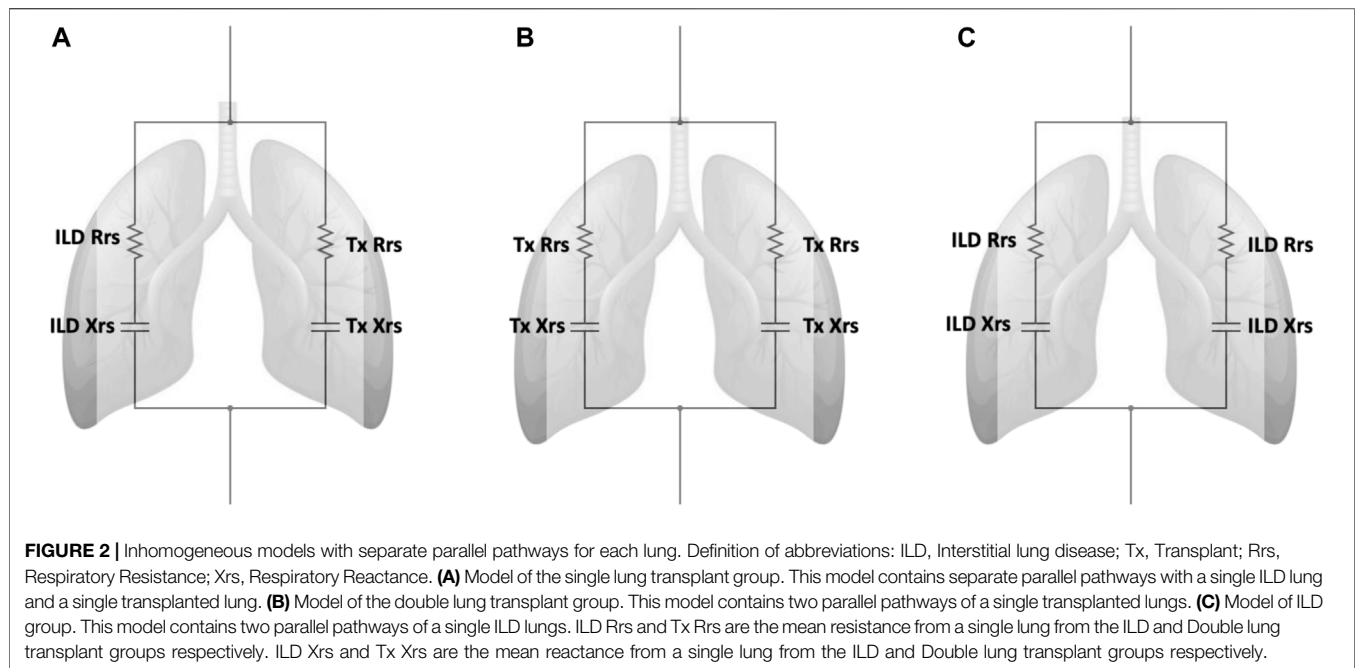 A B C
ILD Rrs Tx Rrs Tx Rrs Tx Rrs ILD Rrs ILD Rrs
ILD Xrs Tx Xrs Tx Xrs Tx Xrs ILD Xrs ILD Xrs
FIGURE 2 | Inhomogeneous models with separate parallel pathways for each lung. Definition of abbreviations: ILD, Interstitial lung disease; Tx, Transplant; Rrs,
Respiratory Resistance; Xrs, Respiratory Reactance. (A) Model of the single lung transplant group. This model contains separate parallel pathways with a single ILD lung
and a single transplanted lung. (B) Model of the double lung transplant group. This model contains two parallel pathways of a single transplanted lungs. (C) Model of ILD
group. This model contains two parallel pathways of a single ILD lungs. ILD Rrs and Tx Rrs are the mean resistance from a single lung from the ILD and Double lung
transplant groups respectively. ILD Xrs and Tx Xrs are the mean reactance from a single lung from the ILD and Double lung transplant groups respectively.